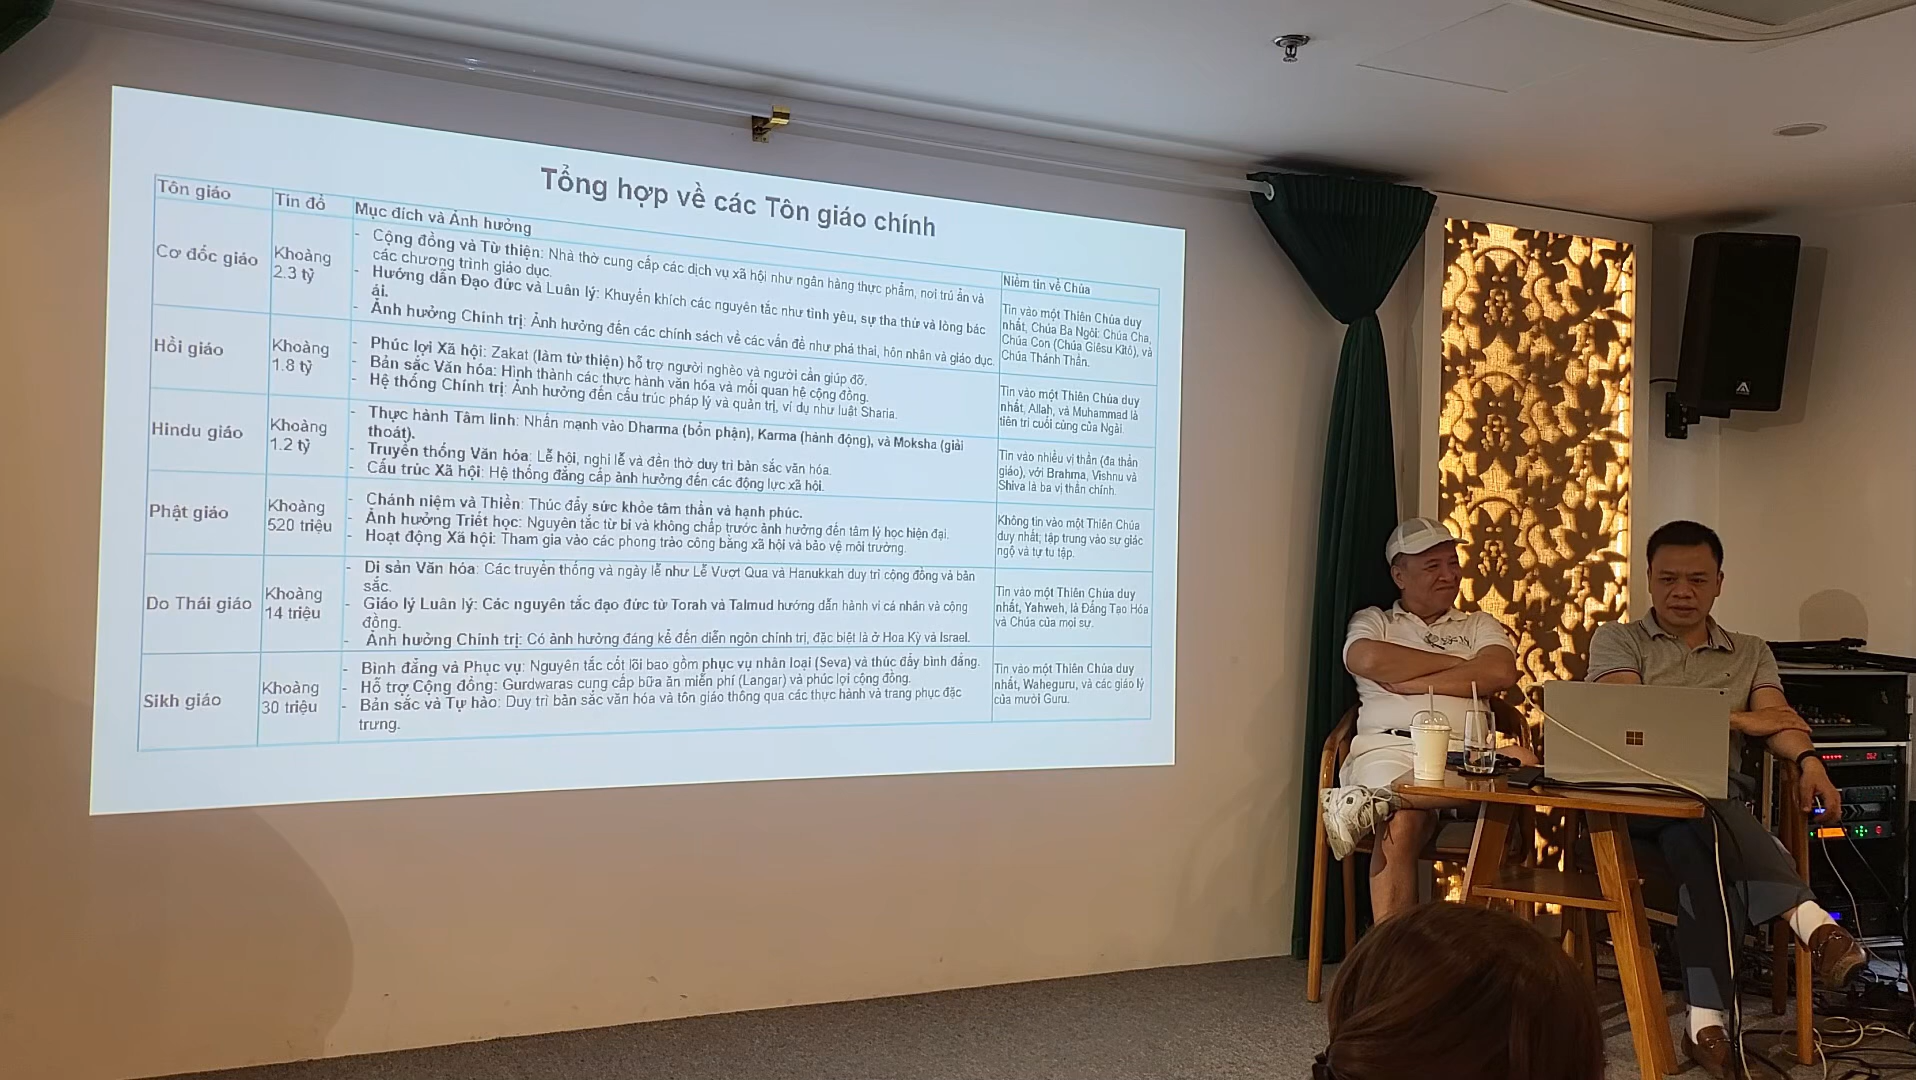 Tổng hợp về các Tôn giáo chính
Tôn giáo
Tín đồ
Mục đích và Ảnh hưởng
Niềm tin về Chúa
Cơ đốc giáo
Khoảng
2.3 tỷ
- Cộng đồng và Từ thiện: Nhà thờ cung cấp các dịch vụ xã hội như ngân hàng thực phẩm, nơi trú ẩn và
các chương trình giáo dục.
- Hướng dẫn Đạo đức và Luân lý: Khuyến khích các nguyên tắc như tình yêu, sự tha thứ và lòng bác
ái.
- Ảnh hưởng Chính trị: Ảnh hưởng đến các chính sách về các vấn đề như phá thai, hôn nhân và giáo dục.
Tin vào một Thiên Chúa duy
nhất, Chúa Ba Ngôi: Chúa Cha,
Chúa Con (Chúa Giêsu Kitô), và
Chúa Thánh Thần.
Hồi giáo
Khoảng
1.8 tỷ
- Phúc lợi Xã hội: Zakat (làm từ thiện) hỗ trợ người nghèo và người cần giúp đỡ.
- Bản sắc Văn hóa: Hình thành các thực hành văn hóa và mối quan hệ cộng đồng.
- Hệ thống Chính trị: Ảnh hưởng đến cấu trúc pháp lý và quản trị, ví dụ như luật Sharia.
Tin vào một Thiên Chúa duy
nhất, Allah, và Muhammad là
tiên tri cuối cùng của Ngài.
Hindu giáo
Khoảng
1.2 tỷ
- Thực hành Tâm linh: Nhấn mạnh vào Dharma (bổn phận), Karma (hành động), và Moksha (giải
thoát).
- Truyền thống Văn hóa: Lễ hội, nghi lễ và đền thờ duy trì bản sắc văn hóa.
- Cấu trúc Xã hội: Hệ thống đẳng cấp ảnh hưởng đến các động lực xã hội.
Tin vào nhiều vị thần (đa thần
giáo), với Brahma, Vishnu và
Shiva là ba vị thần chính.
Phật giáo
Khoảng
520 triệu
- Chánh niệm và Thiền: Thúc đẩy sức khỏe tâm thần và hạnh phúc.
- Ảnh hưởng Triết học: Nguyên tắc từ bi và không chấp trước ảnh hưởng đến tâm lý học hiện đại.
- Hoạt động Xã hội: Tham gia vào các phong trào công bằng xã hội và bảo vệ môi trường.
Không tin vào một Thiên Chúa
duy nhất; tập trung vào sự giác
ngộ và tự tu tập.
Do Thái giáo
Khoảng
14 triệu
- Di sản Văn hóa: Các truyền thống và ngày lễ như Lễ Vượt Qua và Hanukkah duy trì cộng đồng và bản
sắc.
- Giáo lý Luân lý: Các nguyên tắc đạo đức từ Torah và Talmud hướng dẫn hành vi cá nhân và cộng
đồng.
- Ảnh hưởng Chính trị: Có ảnh hưởng đáng kể đến diễn ngôn chính trị, đặc biệt là ở Hoa Kỳ và Israel.
Tin vào một Thiên Chúa duy
nhất, Yahweh, là Đấng Tạo Hóa
và Chúa của mọi sự.
Sikh giáo
Khoảng
30 triệu
- Bình đẳng và Phục vụ: Nguyên tắc cốt lõi bao gồm phục vụ nhân loại (Seva) và thúc đẩy bình đẳng.
- Hỗ trợ Cộng đồng: Gurdwaras cung cấp bữa ăn miễn phí (Langar) và phúc lợi cộng đồng.
- Bản sắc và Tự hào: Duy trì bản sắc văn hóa và tôn giáo thông qua các thực hành và trang phục đặc
trưng.
Tin vào một Thiên Chúa duy
nhất, Waheguru, và các giáo lý
của mười Guru.